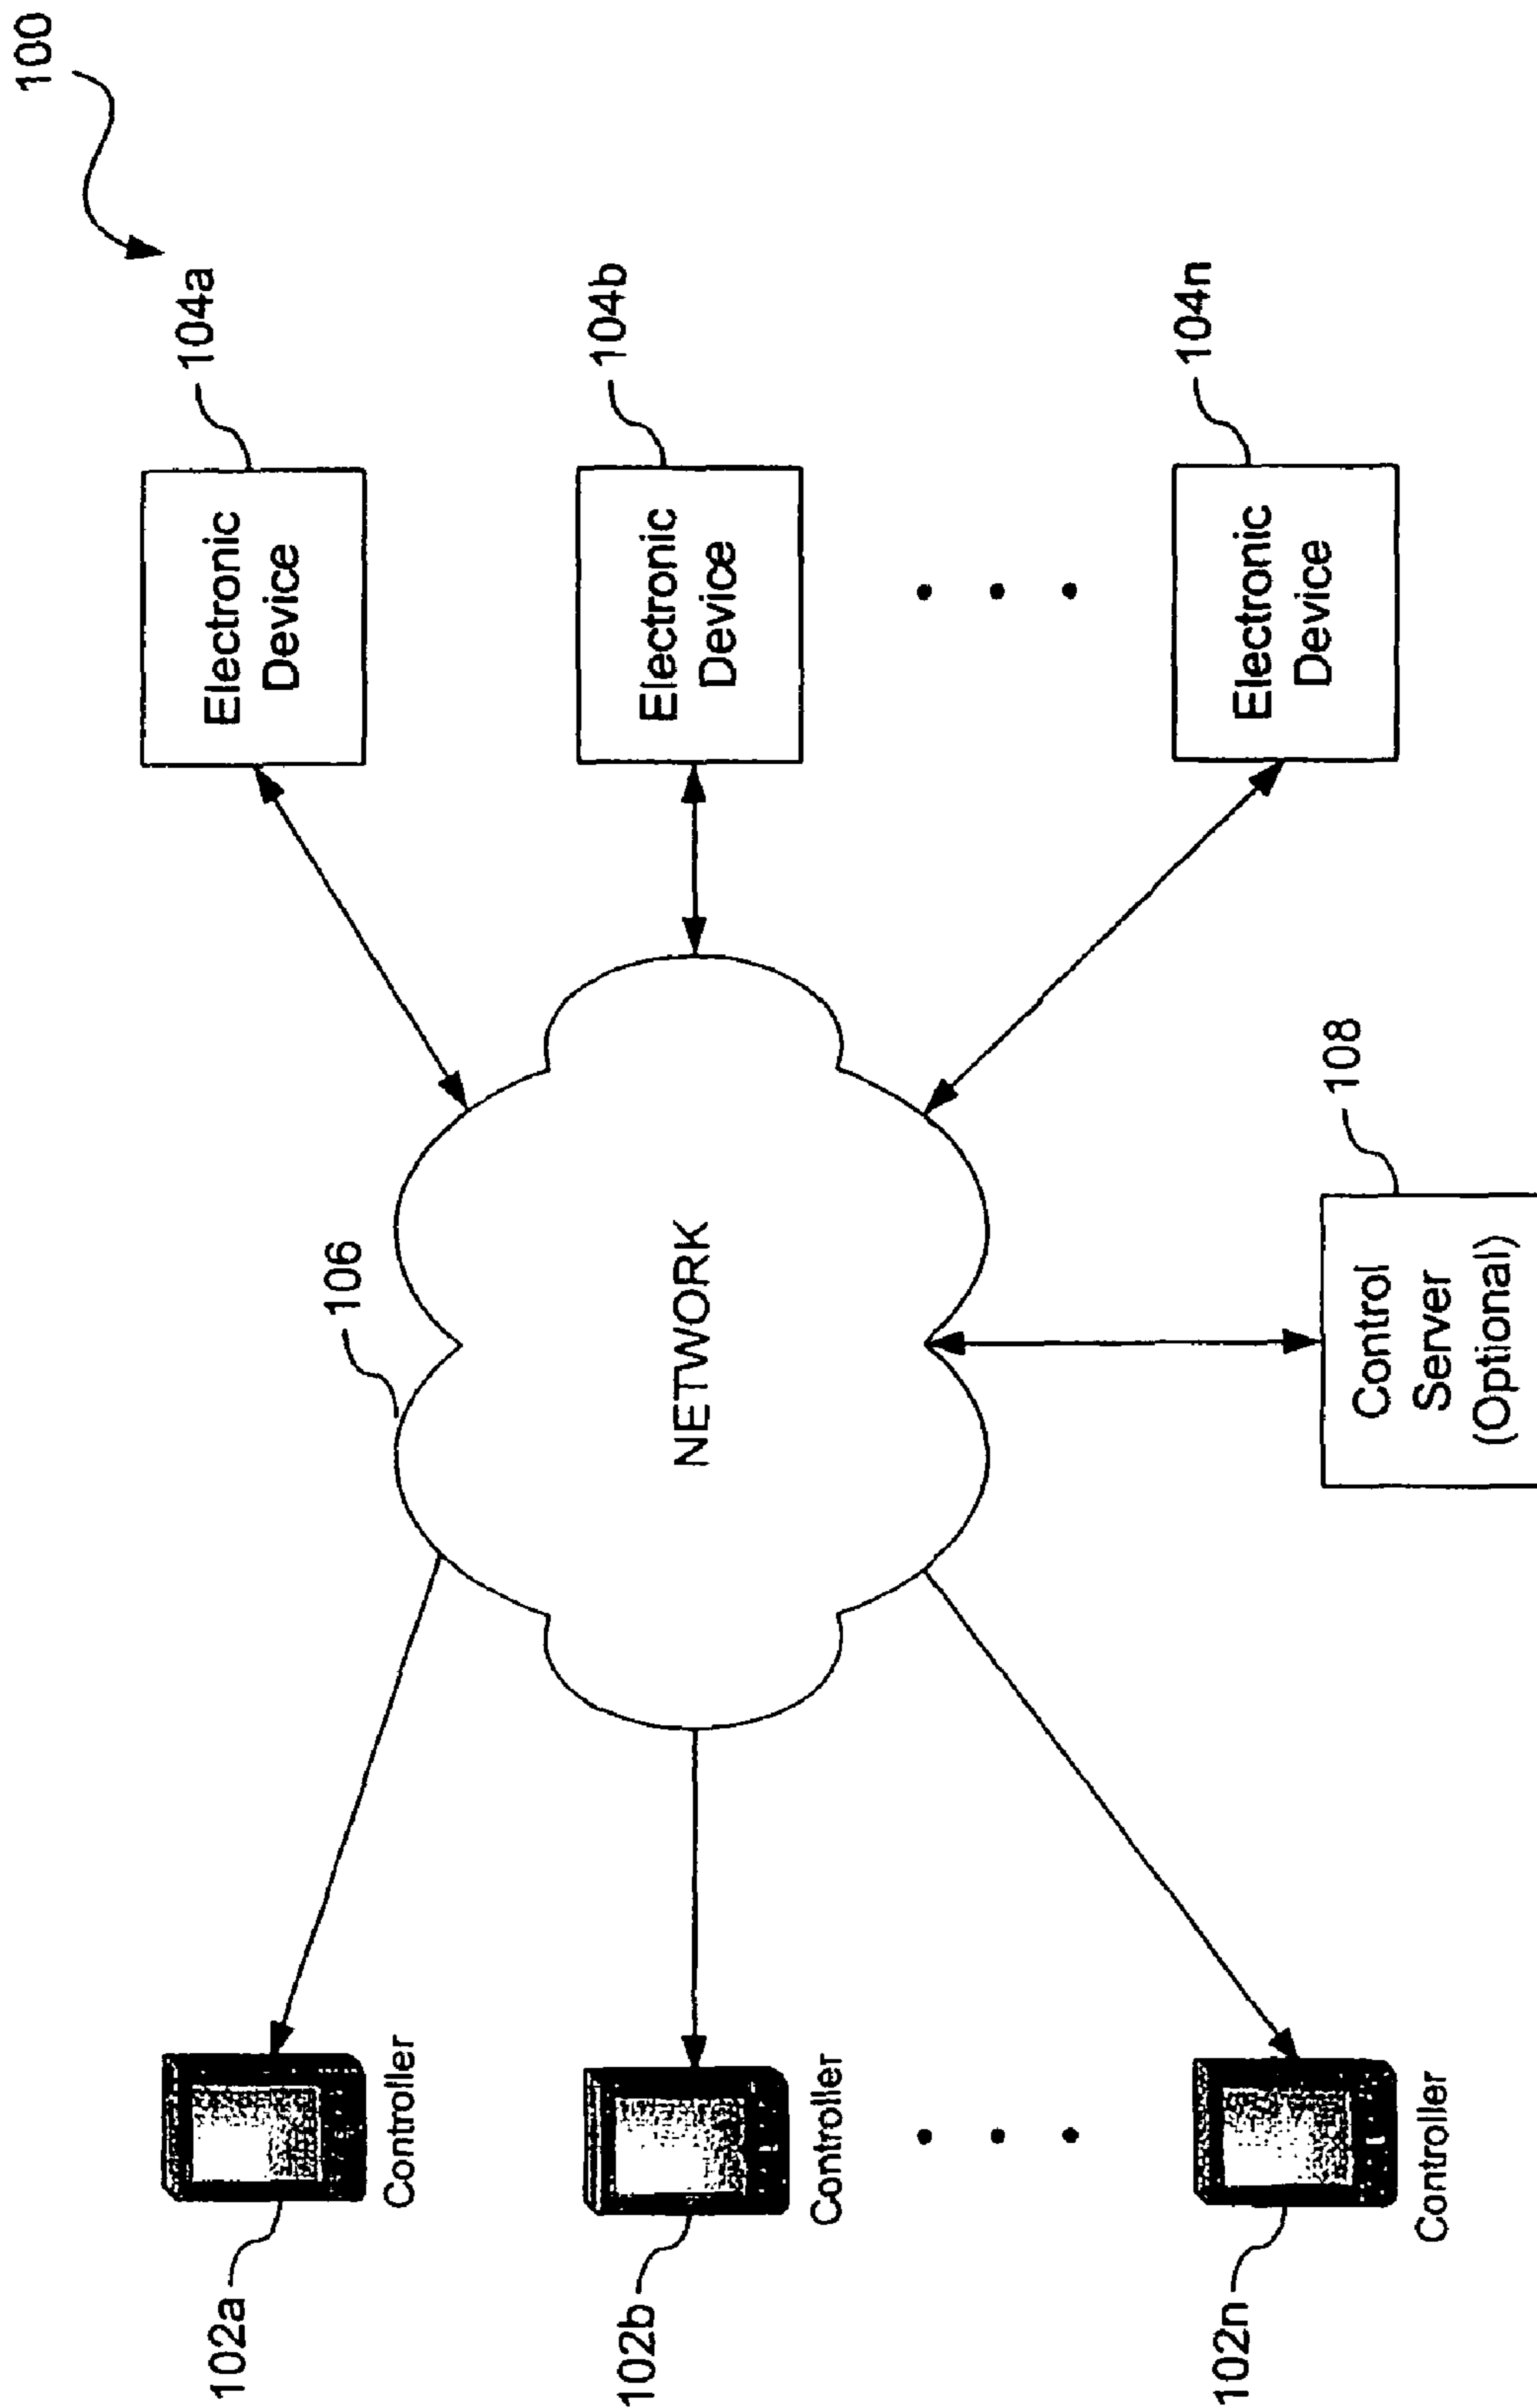 100
102a
Controller
102b
Controller
102n
Controller
106
NETWORK
104a
Electronic
Device
104b
Electronic
Device
104n
Electronic
Device
108
Control
Server
(Optional)